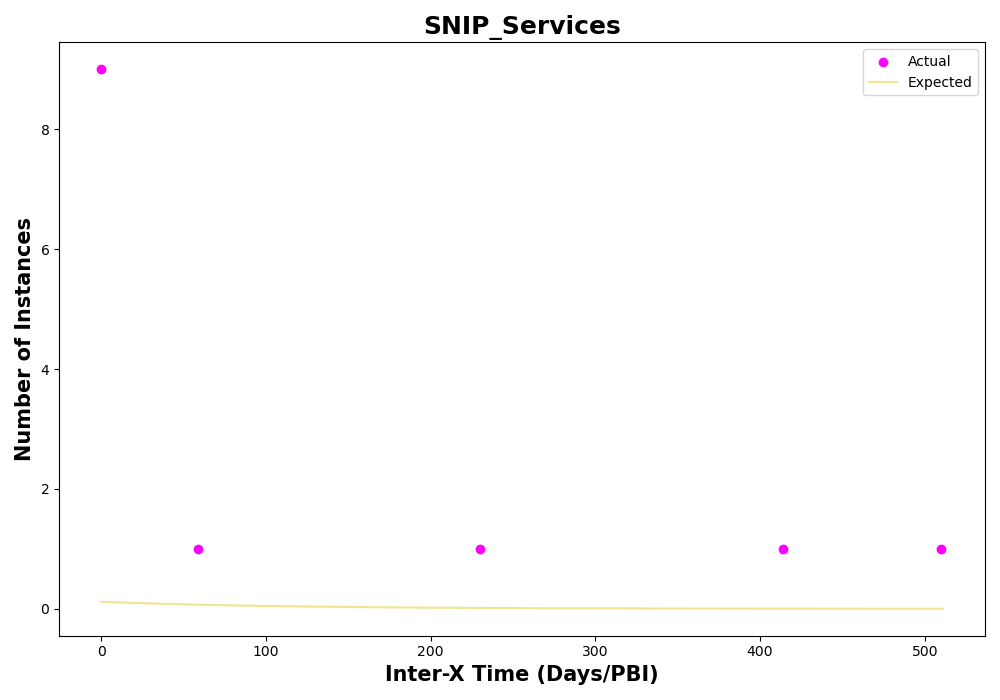 SNIP_Services
Actual
Expected
Number of Instances
8
6
4
2
0
0 100 200 300 400 500
Inter-X Time (Days/PBI)